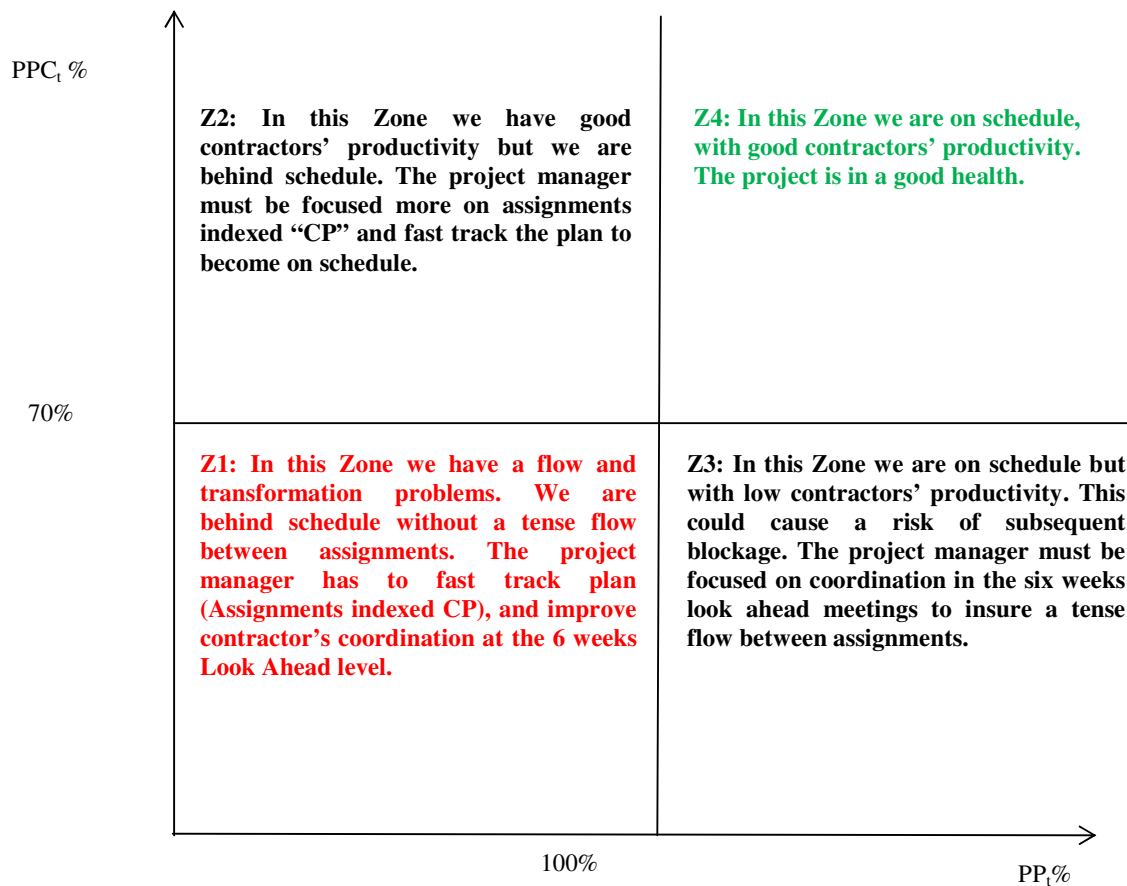 PPCt %
Z2: In this Zone we have good
contractors’ productivity but we are
behind schedule. The project manager
must be focused more on assignments
indexed “CP” and fast track the plan to
become on schedule.
Z4: In this Zone we are on schedule,
with good contractors’ productivity.
The project is in a good health.
70%
Z1: In this Zone we have a flow and
transformation problems. We are
behind schedule without a tense flow
between assignments. The project
manager has to fast track plan
(Assignments indexed CP), and improve
contractor’s coordination at the 6 weeks
Look Ahead level.
Z3: In this Zone we are on schedule but
with low contractors’ productivity. This
could cause a risk of subsequent
blockage. The project manager must be
focused on coordination in the six weeks
look ahead meetings to insure a tense
flow between assignments.
100%
PPt%